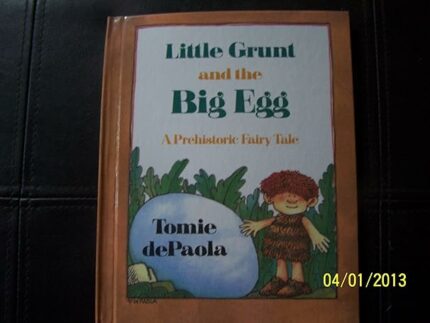 Little Grunt
and the
Big Egg
A Prehistoric Fairy Tale
Tomie
dePaola
04/01/2013